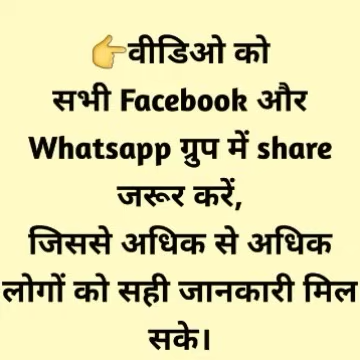 👉वीडिओ को
सभी Facebook और
Whatsapp ग्रुप में share
जरूर करें,
जिससे अधिक से अधिक
लोगों को सही जानकारी मिल
सके।